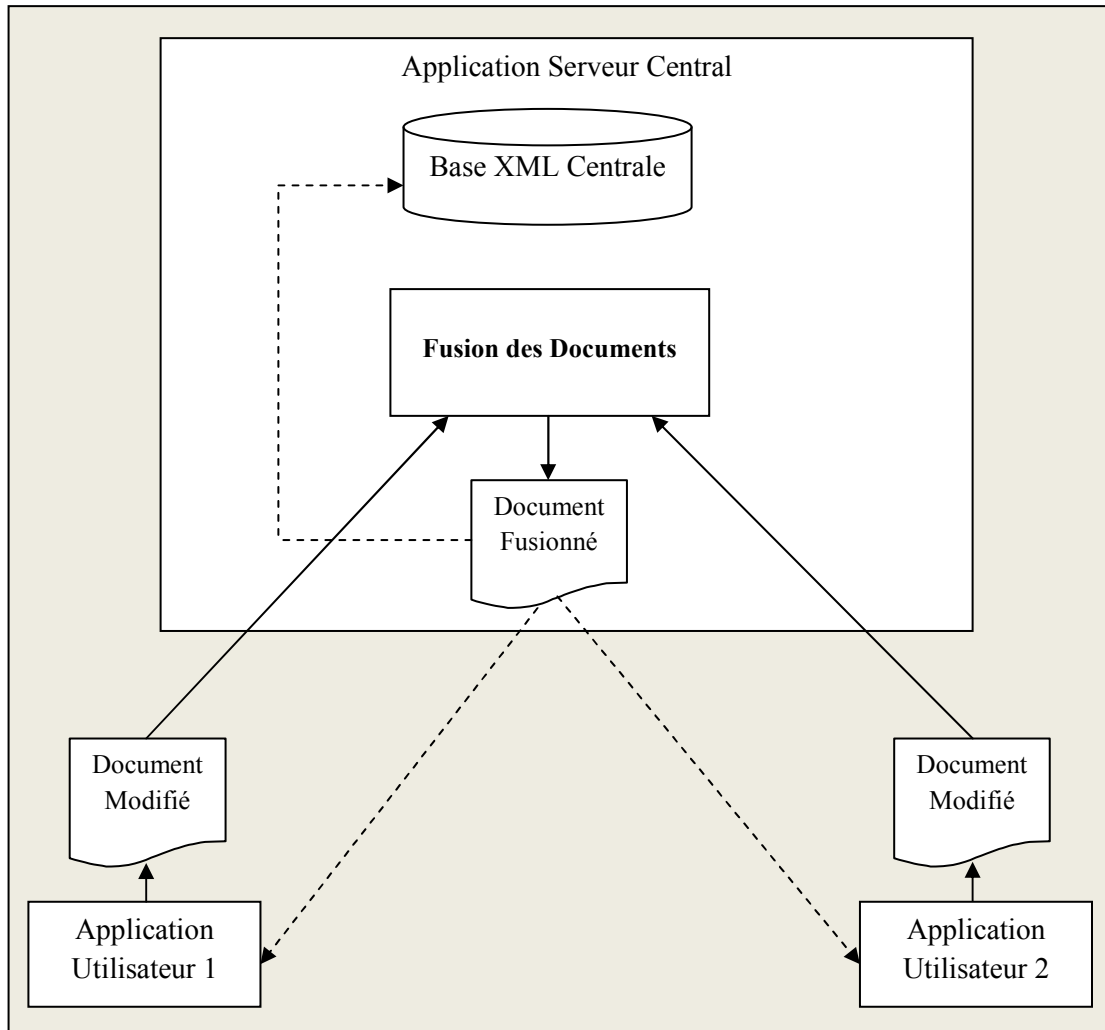 Application Serveur Central
Base XML Centrale
Fusion des Documents
Document
Fusionné
Document
Modifié
Document
Modifié
Application
Utilisateur 1
Application
Utilisateur 2